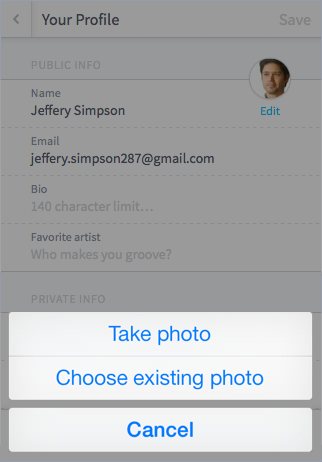 Your Profile
Save
PUBLIC INFO
Name
Jeffery Simpson
Edit
Email
jeffery.simpson287@gmail.com
Bio
140 character limit...
Favorite artist
Who makes you groove?
PRIVATE INFO
Take photo
Choose existing photo
Cancel